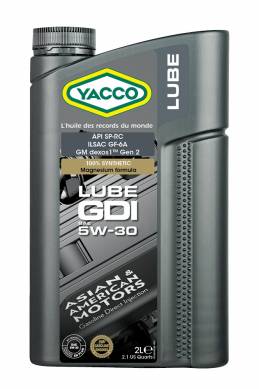 YACCO
L'huile des records du monde
API SP-RC
ILSAC GF-6A
GM dexos1™ Gen 2
100% SYNTHETIC
Magnesium formula
LUBE
GDI
SAE
5W-30
ASIAN &
AMERICAN
MOTORS
Gasoline Direct Injection
2L℮
2.1 US Quarts
LUBE